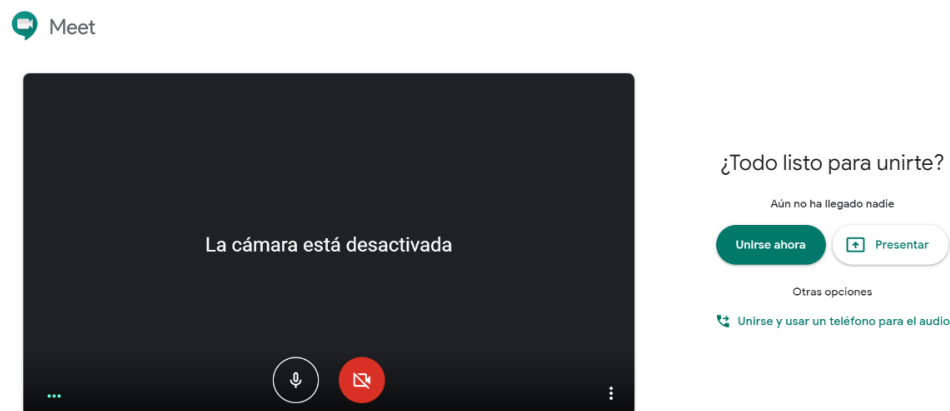 Meet
La cámara está desactivada
¿Todo listo para unirte?
Aún no ha llegado nadie
Unirse ahora
Presentar
Otras opciones
Unirse y usar un teléfono para el audio